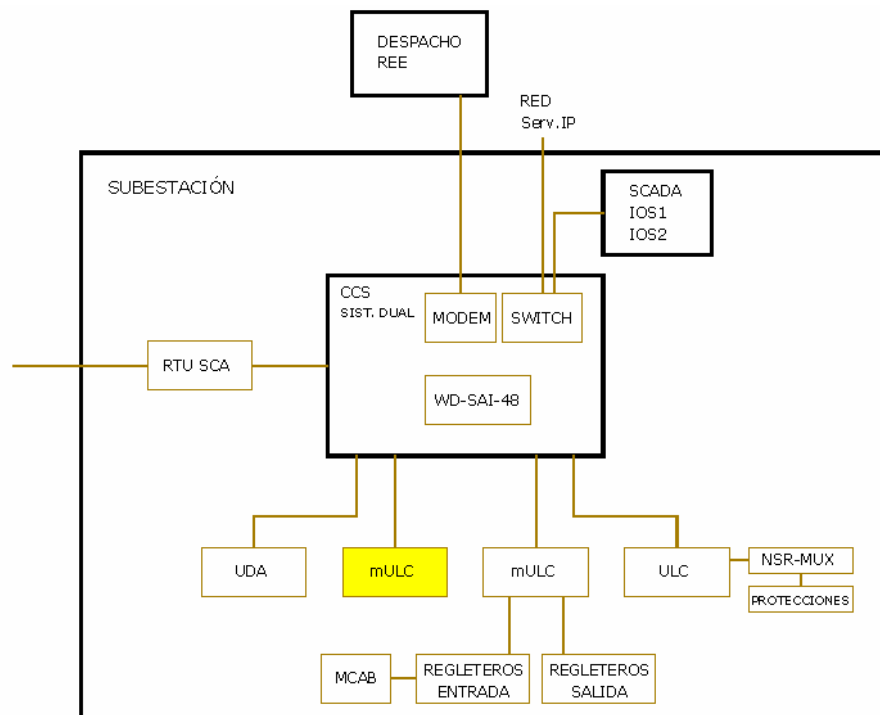 DESPACHO
REE
RED
Serv.IP
SUBESTACIÓN
SCADA
IOS1
IOS2
CCS
SIST. DUAL
MODEM
SWITCH
RTU SCA
WD-SAI-48
UDA
mULC
mULC
ULC
NSR-MUX
PROTECCIONES
MCAB
REGLETEROS
ENTRADA
REGLETEROS
SALIDA